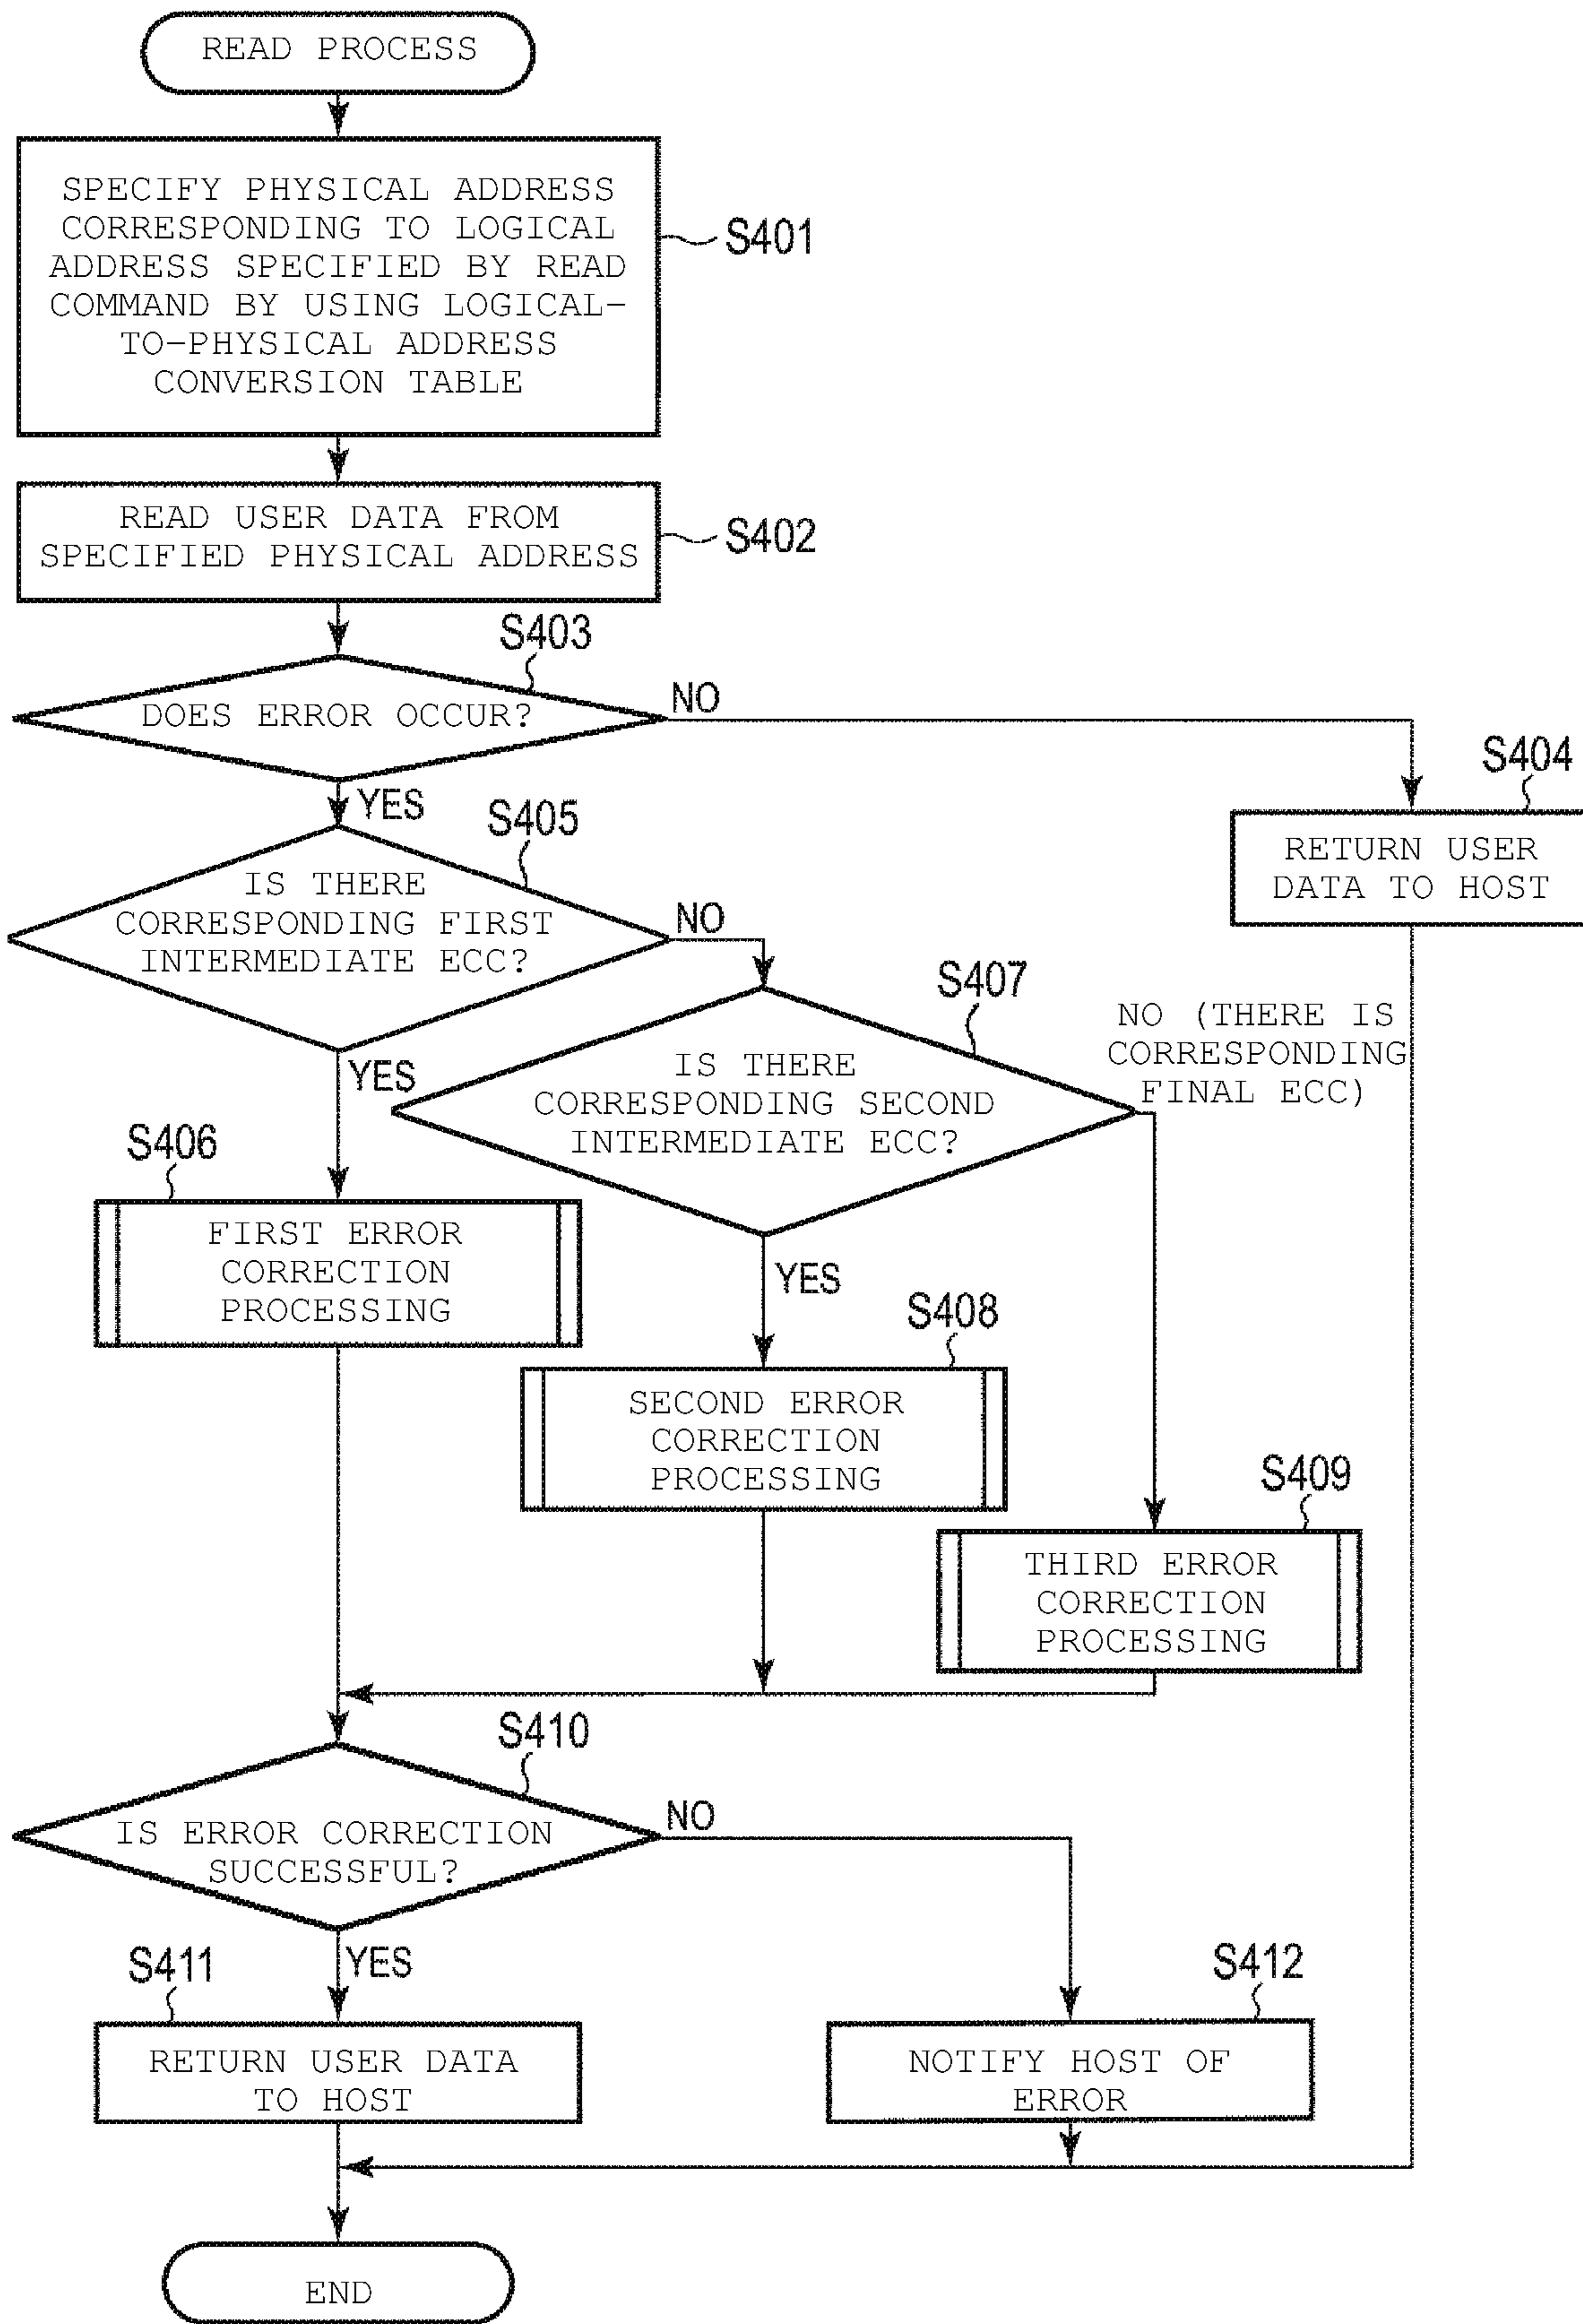 READ PROCESS
SPECIFY PHYSICAL ADDRESS
CORRESPONDING TO LOGICAL
ADDRESS SPECIFIED BY READ
COMMAND BY USING LOGICAL-
TO-PHYSICAL ADDRESS
CONVERSION TABLE
S401
READ USER DATA FROM
SPECIFIED PHYSICAL ADDRESS
S402
S403
DOES ERROR OCCUR?
NO
YES
S404
RETURN USER
DATA TO HOST
S405
IS THERE
CORRESPONDING FIRST
INTERMEDIATE ECC?
NO
YES
S407
IS THERE
CORRESPONDING SECOND
INTERMEDIATE ECC?
NO (THERE IS
CORRESPONDING
FINAL ECC)
YES
S406
FIRST ERROR
CORRECTION
PROCESSING
S408
SECOND ERROR
CORRECTION
PROCESSING
S409
THIRD ERROR
CORRECTION
PROCESSING
S410
IS ERROR CORRECTION
SUCCESSFUL?
NO
YES
S411
RETURN USER DATA
TO HOST
S412
NOTIFY HOST OF
ERROR
END